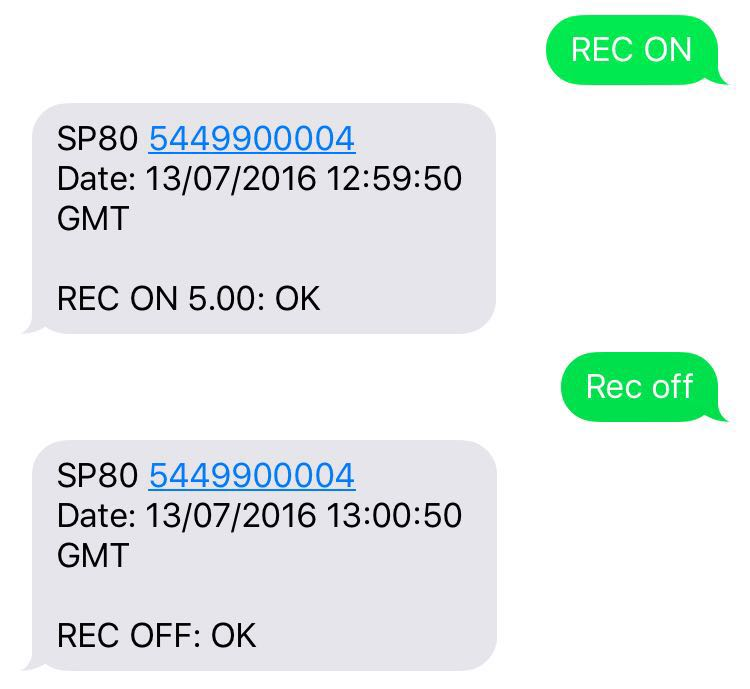 REC ON
SP80 5449900004
Date: 13/07/2016 12:59:50
GMT
REC ON 5.00: OK
Rec off
SP80 5449900004
Date: 13/07/2016 13:00:50
GMT
REC OFF: OK